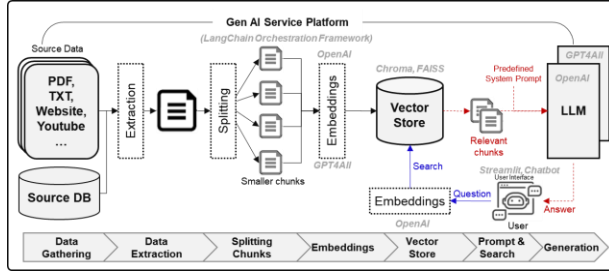 Gen AI Service Platform
(LangChain Orchestration Framework)
Source Data
PDF,
TXT,
Website,
Youtube
...
Source DB
Extraction
Splitting
Smaller chunks
OpenAI
Embeddings
GPT4All
Chroma, FAISS
Vector
Store
Predefined
System Prompt
Relevant
chunks
GPT4All
OpenAI
LLM
Search
Embeddings
OpenAI
Question
Streamlit, Chatbot
User Interface
User
Answer
Data
Gathering
Data
Extraction
Splitting
Chunks
Embeddings
Vector
Store
Prompt &
Search
Generation